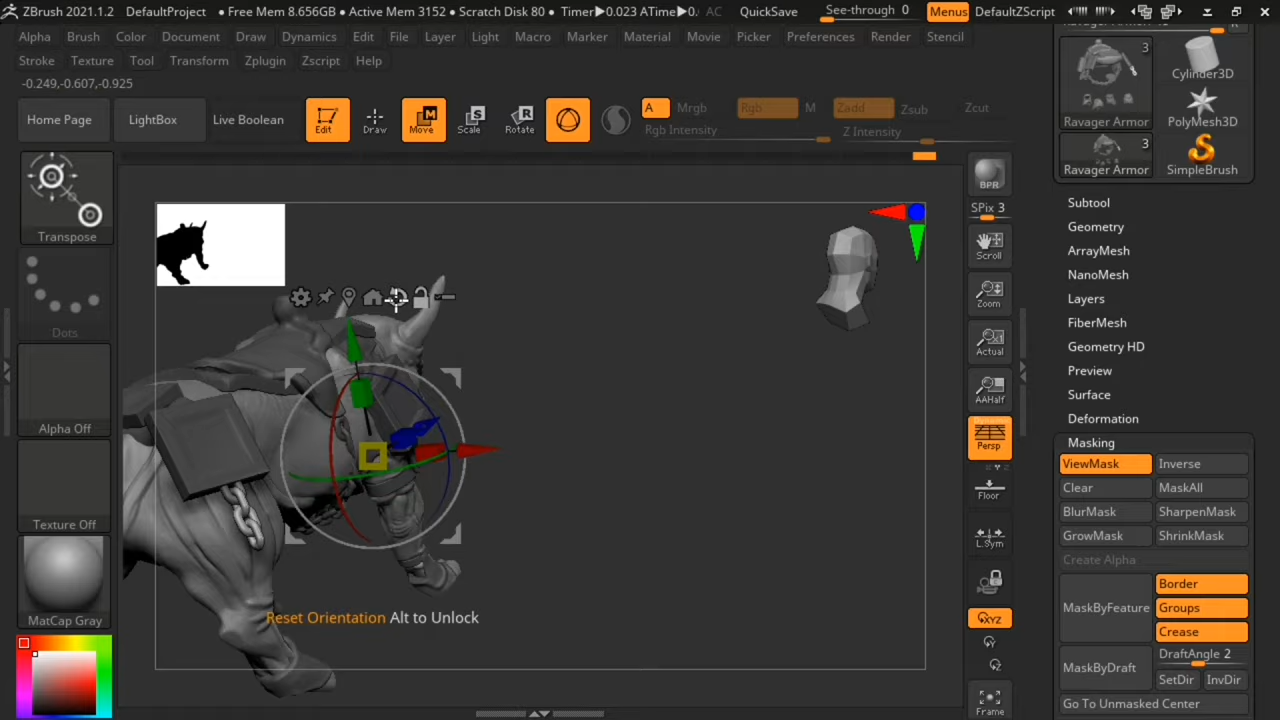 ZBrush 2021.1.2 DefaultProject • Free Mem 8.656GB • Active Mem 3152 • Scratch Disk 80 • Timer▶0.023 ATime▶0. AC QuickSave See-through 0 Menus DefaultZScript
Alpha Brush Color Document Draw Dynamics Edit File Layer Light Macro Marker Material Movie Picker Preferences Render Stencil
Stroke Texture Tool Transform Zplugin Zscript Help
-0.249,-0.607,-0.925
Home Page LightBox Live Boolean Edit Draw Move Scale Rotate A Mrgb Rgb M Zadd Zsub Zcut
Rgb Intensity Z Intensity
Transpose
Dots
Alpha Off
Texture Off
MatCap Gray
Reset Orientation Alt to Unlock
BPR
SPix 3
Scroll
Zoom
Actual
AAHalf
Persp
Floor
L.Sym
XYZ
Frame
3 Cylinder3D
Ravager Armor PolyMesh3D
3
Ravager Armor SimpleBrush
Subtool
Geometry
ArrayMesh
NanoMesh
Layers
FiberMesh
Geometry HD
Preview
Surface
Deformation
Masking
ViewMask Inverse
Clear MaskAll
BlurMask SharpenMask
GrowMask ShrinkMask
Create Alpha
MaskByFeature Border
Groups
Crease
MaskByDraft DraftAngle 2
SetDir InvDir
Go To Unmasked Center